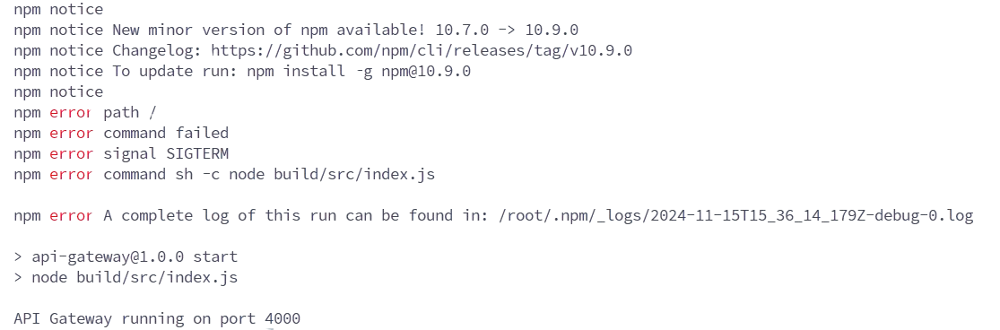 npm notice
npm notice New minor version of npm available! 10.7.0 -> 10.9.0
npm notice Changelog: https://github.com/npm/cli/releases/tag/v10.9.0
npm notice To update run: npm install -g npm@10.9.0
npm notice
npm error path /
npm error command failed
npm error signal SIGTERM
npm error command sh -c node build/src/index.js
npm error A complete log of this run can be found in: /root/.npm/_logs/2024-11-15T15_36_14_179Z-debug-0.log
> api-gateway@1.0.0 start
> node build/src/index.js
API Gateway running on port 4000